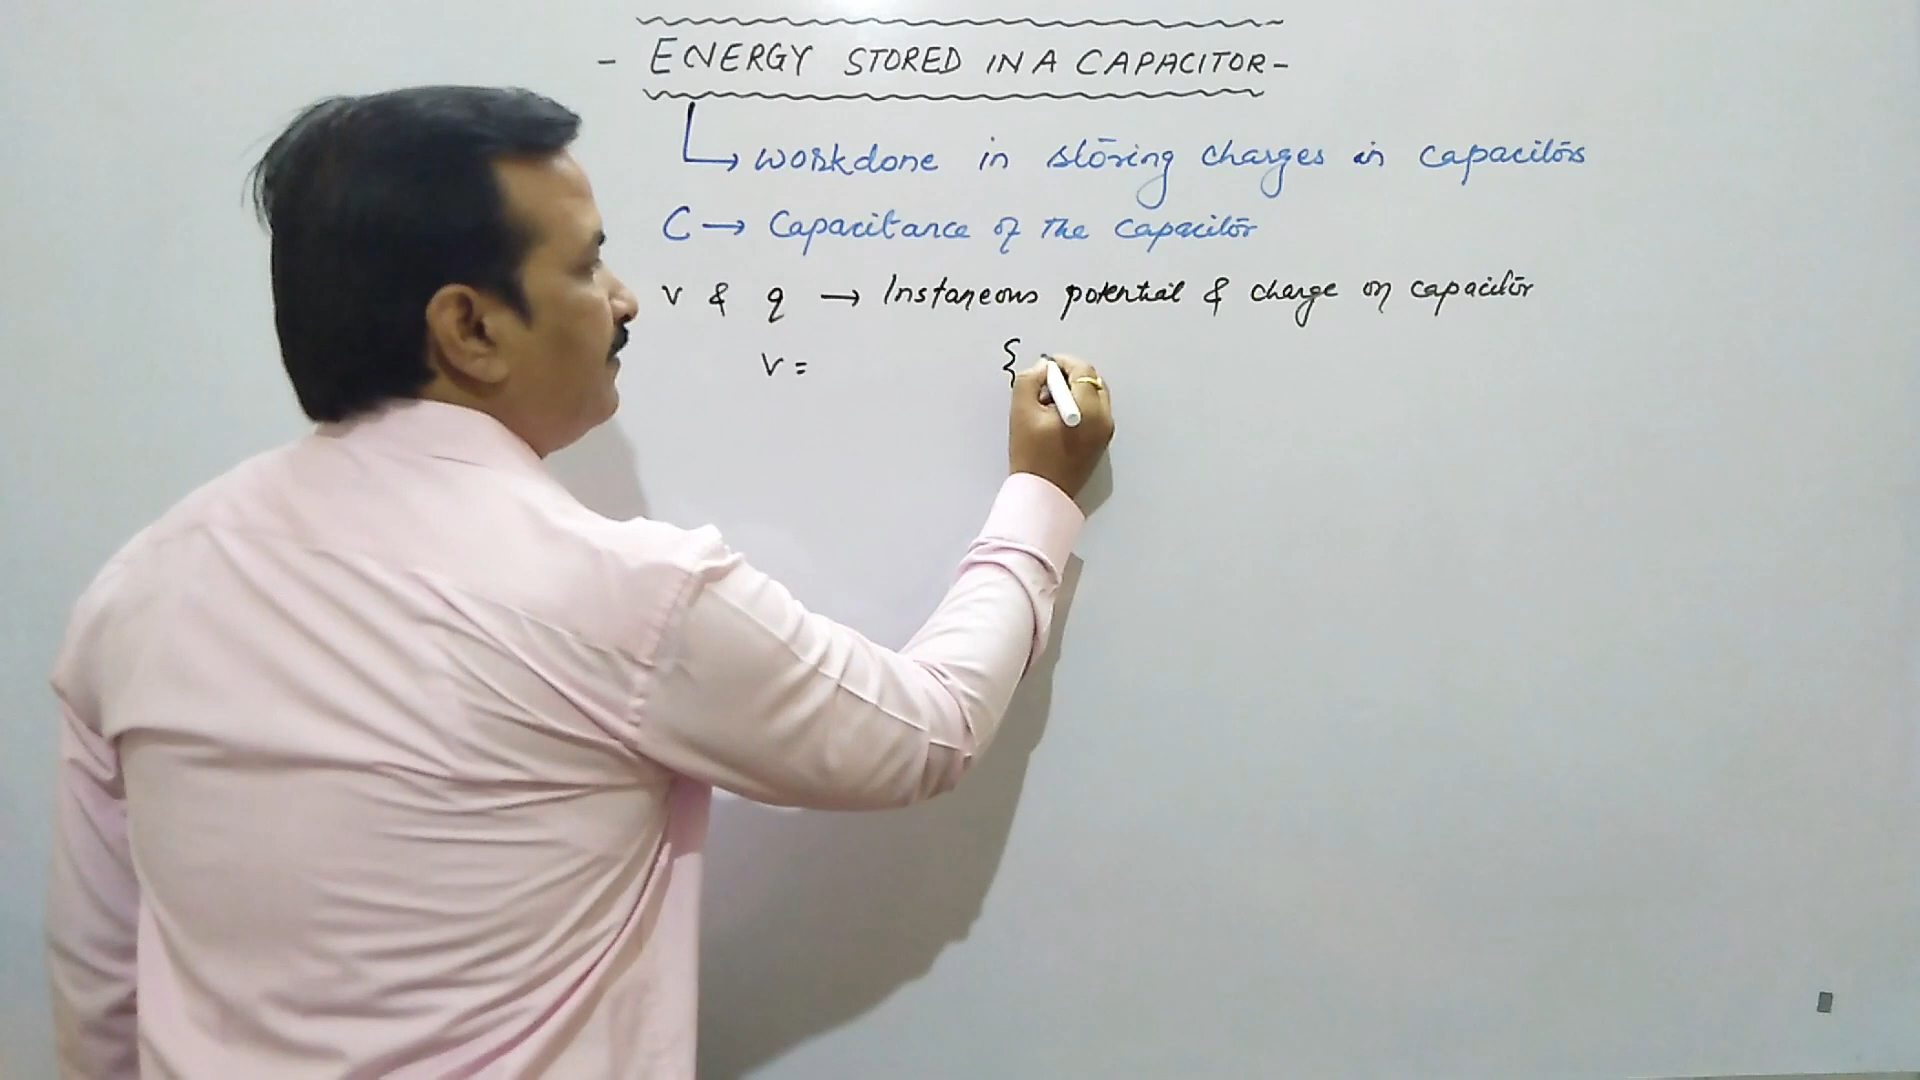 - ENERGY STORED IN A CAPACITOR -
↳ workdone in storing charges in capacitors
C → Capacitance of the capacitor
v & q → Instaneous potential & charge on capacitor
v = {